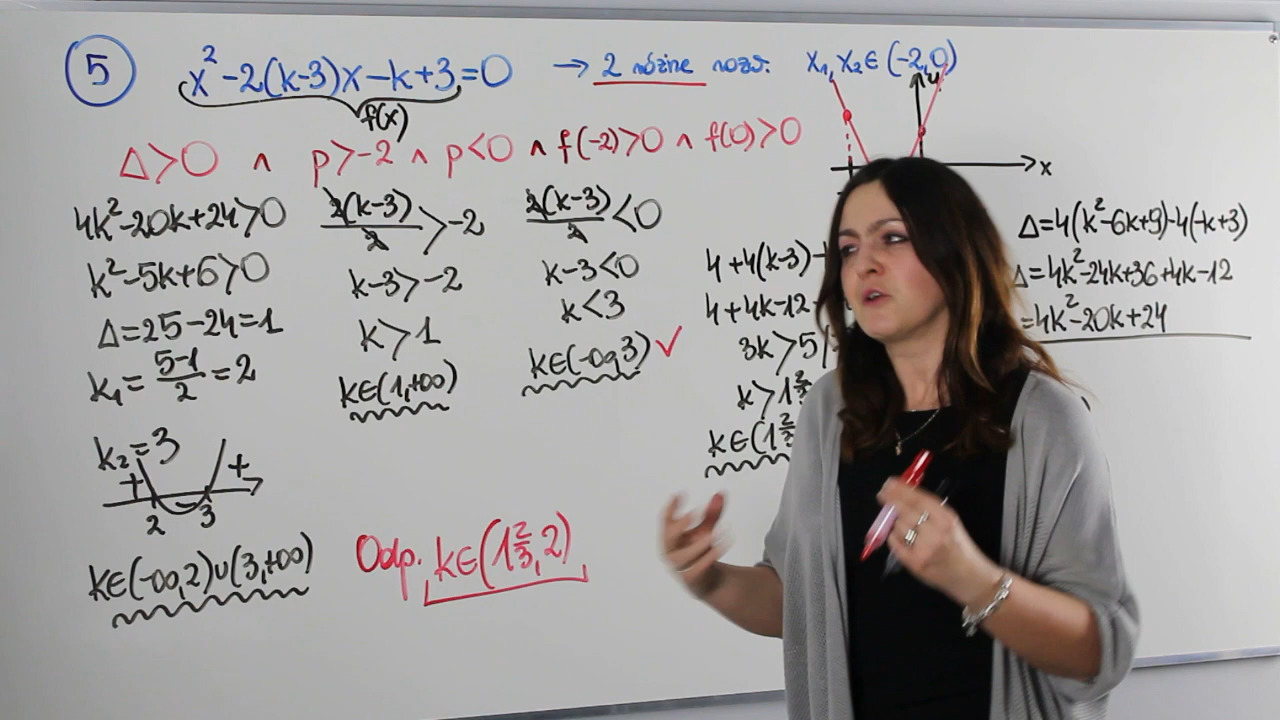 5
x²-2(k-3)x-k+3=0 → 2 różne rozw. x₁,x₂∈(-2,0)
f(x)
Δ>0 ∧ p>-2 ∧ p<0 ∧ f(-2)>0 ∧ f(0)>0
x
4k²-20k+24>0
k²-5k+6>0
Δ=25-24=1
k₁=5-1/2=2
k₂=3
+ +
2 3
k∈(-∞,2)∪(3,+∞)
2(k-3)/2>-2
k-3>-2
k>1
k∈(1,+∞)
2(k-3)/2<0
k-3<0
k<3
k∈(-∞,3) ✓
4+4(k-3)-
4+4k-12-
3k>5
k>1⅔
k∈(1⅔
Δ=4(k²-6k+9)-4(-k+3)
Δ=4k²-24k+36+4k-12
=4k²-20k+24
Odp. k∈(1⅔,2)